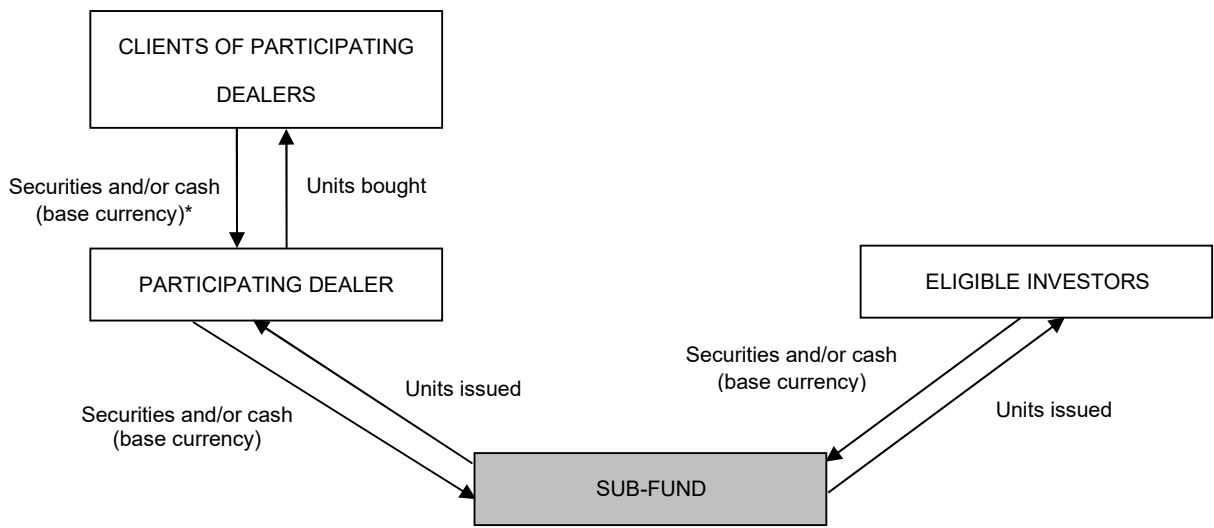 CLIENTS OF PARTICIPATING
DEALERS
Securities and/or cash
(base currency)*
Units bought
PARTICIPATING DEALER
ELIGIBLE INVESTORS
Securities and/or cash
(base currency)
Units issued
Securities and/or cash
(base currency)
Units issued
SUB-FUND